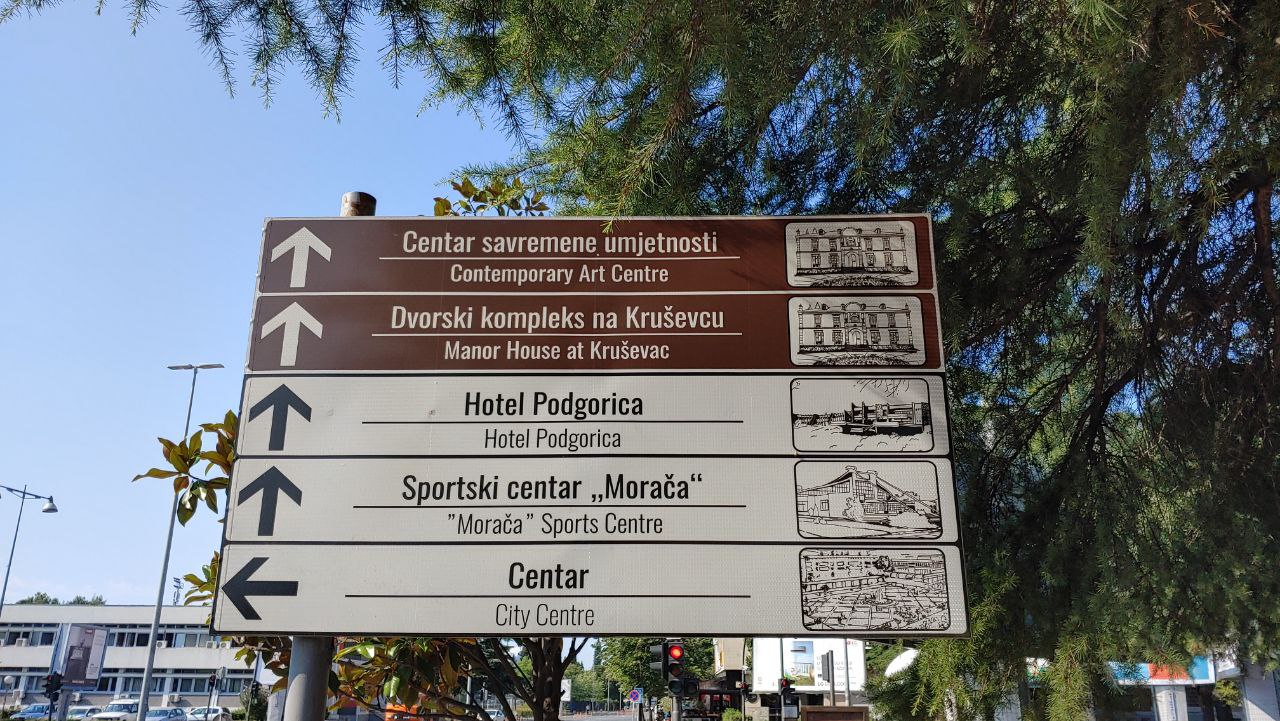 Centar savremene umjetnosti
Contemporary Art Centre
Dvorski kompleks na Kruševcu
Manor House at Kruševac
Hotel Podgorica
Hotel Podgorica
Sportski centar „Morača“
”Morača” Sports Centre
Centar
City Centre